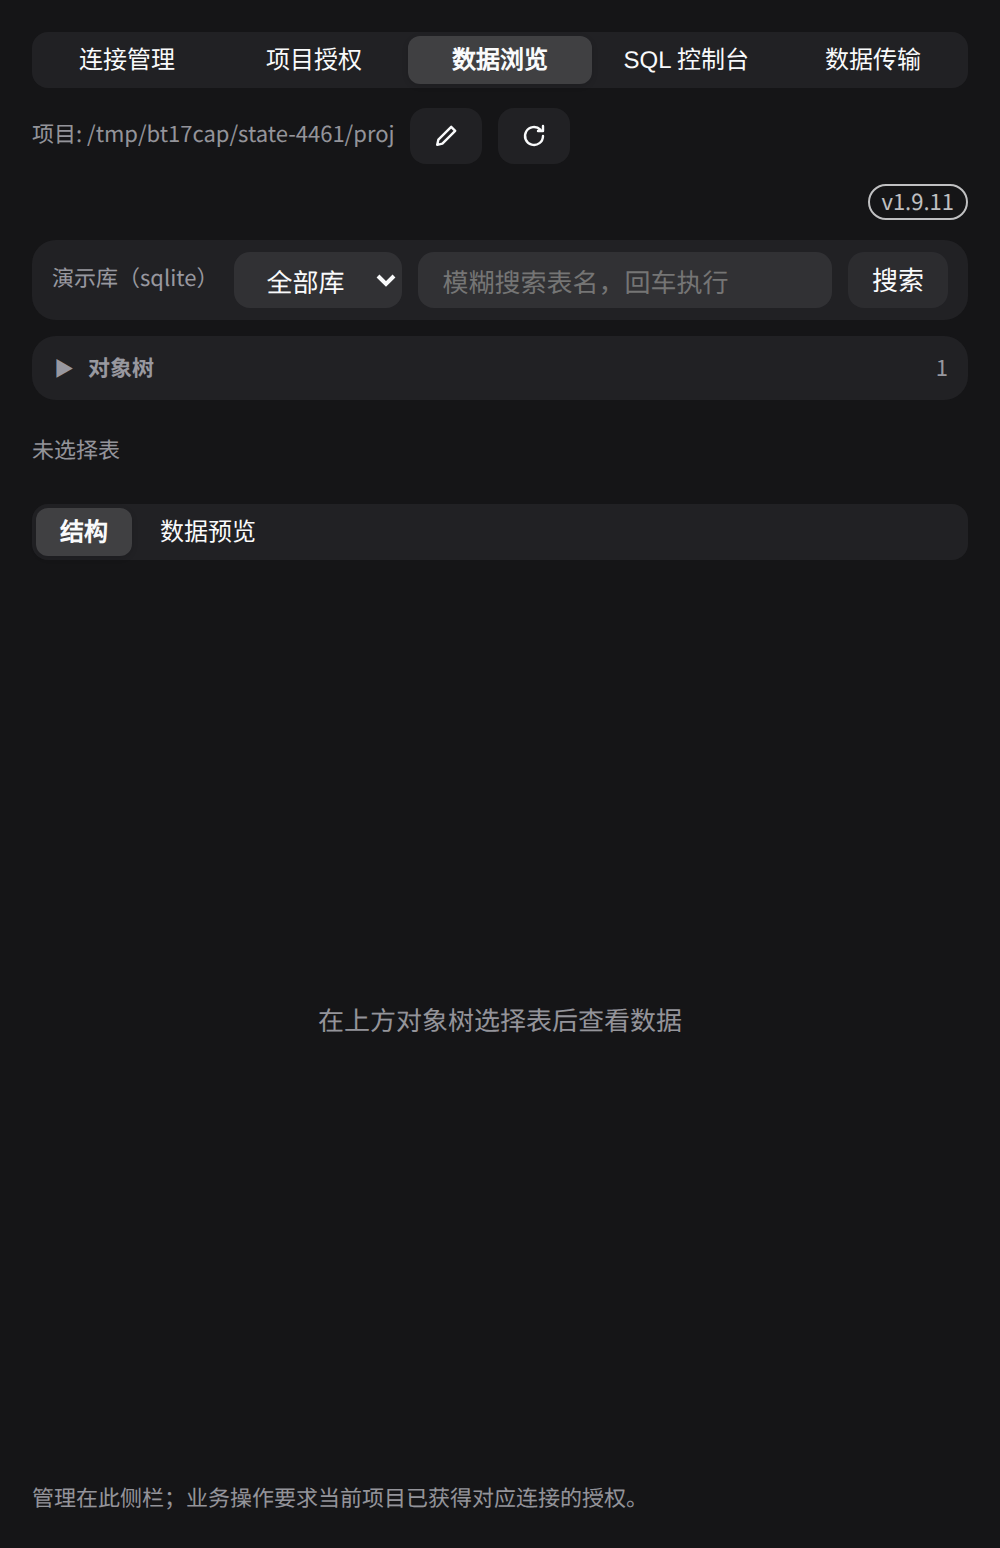 连接管理 项目授权 数据浏览 SQL 控制台 数据传输
项目: /tmp/bt17cap/state-4461/proj
v1.9.11
演示库（sqlite） 全部库 模糊搜索表名，回车执行 搜索
▶ 对象树 1
未选择表
结构 数据预览
在上方对象树选择表后查看数据
管理在此侧栏；业务操作要求当前项目已获得对应连接的授权。